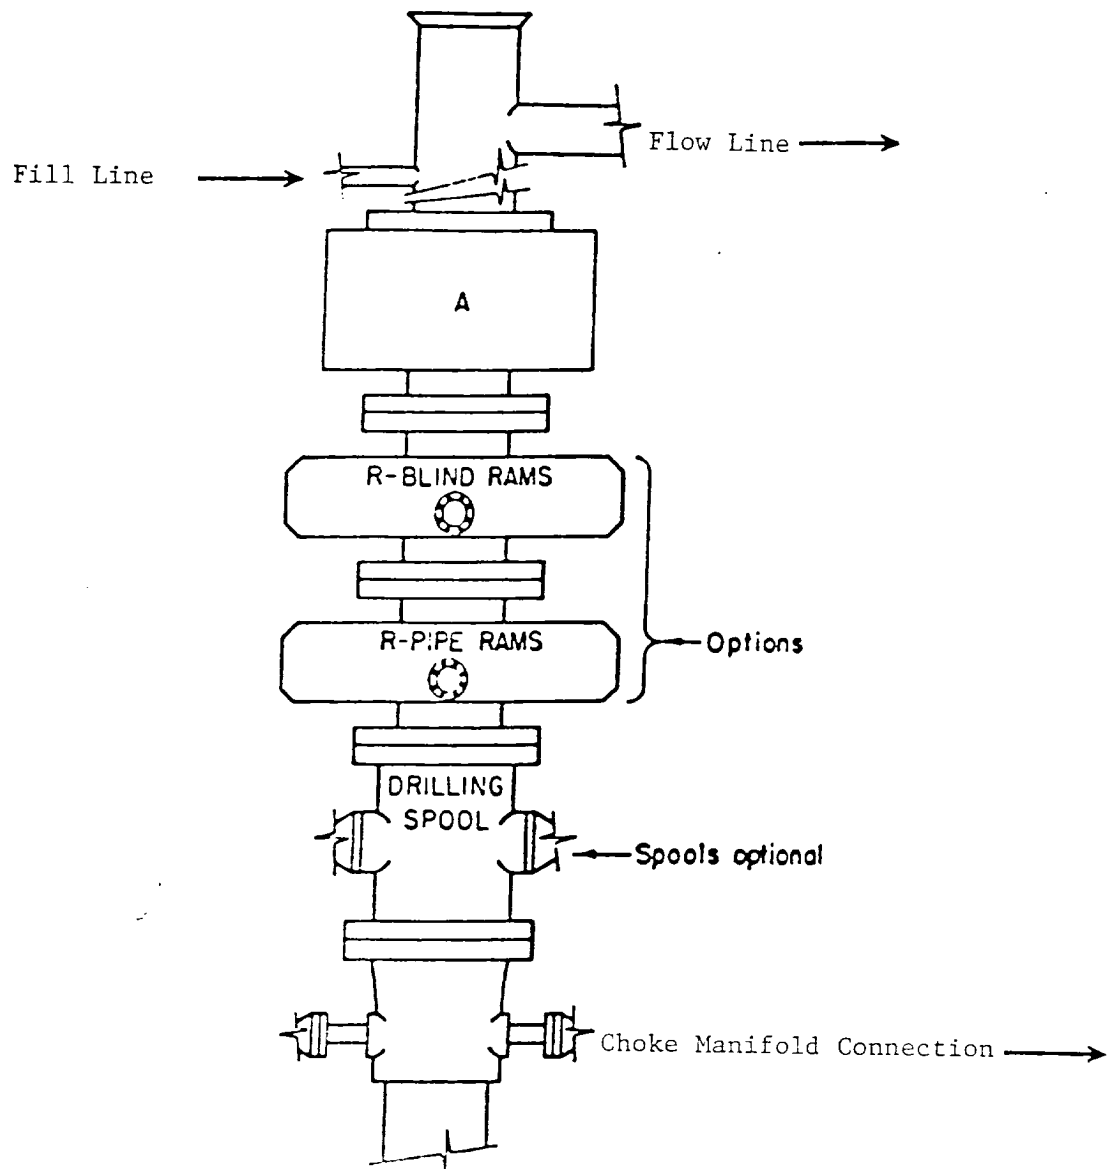 Flow Line
Fill Line
A
R-BLIND RAMS
R-PIPE RAMS
Options
DRILLING
SPOOL
Spools optional
Choke Manifold Connection